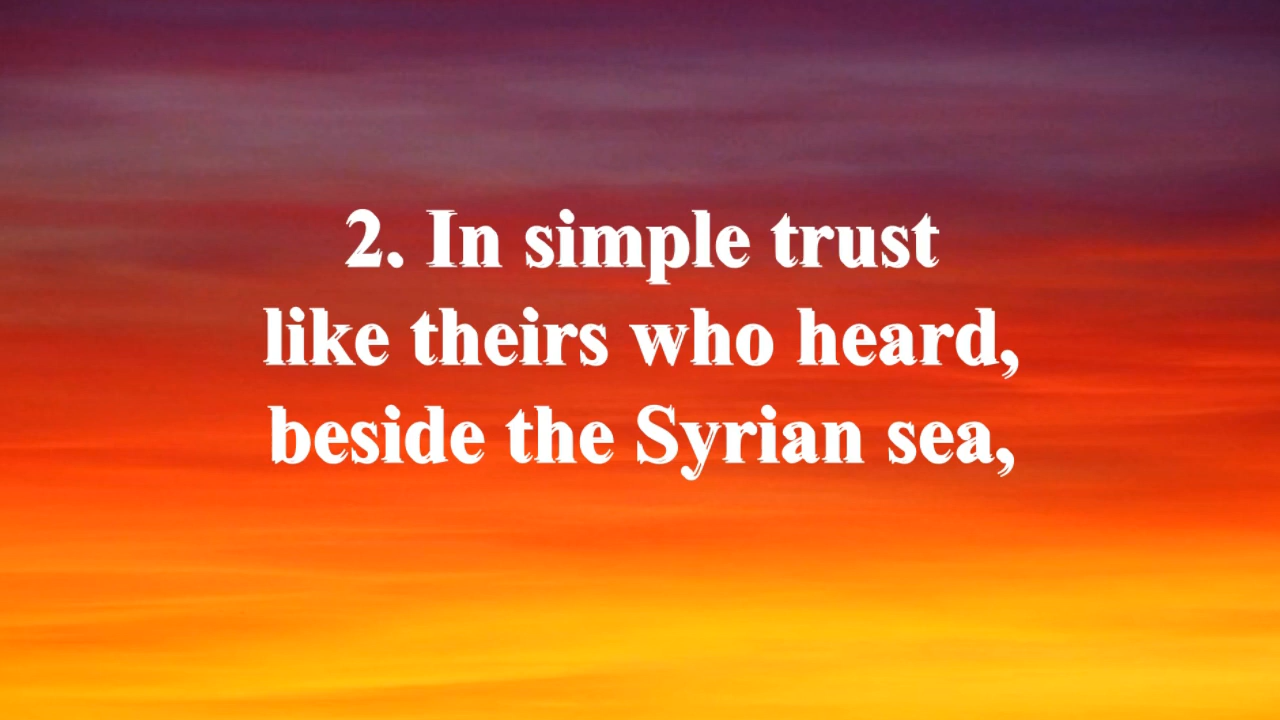 2. In simple trust
like theirs who heard,
beside the Syrian sea,